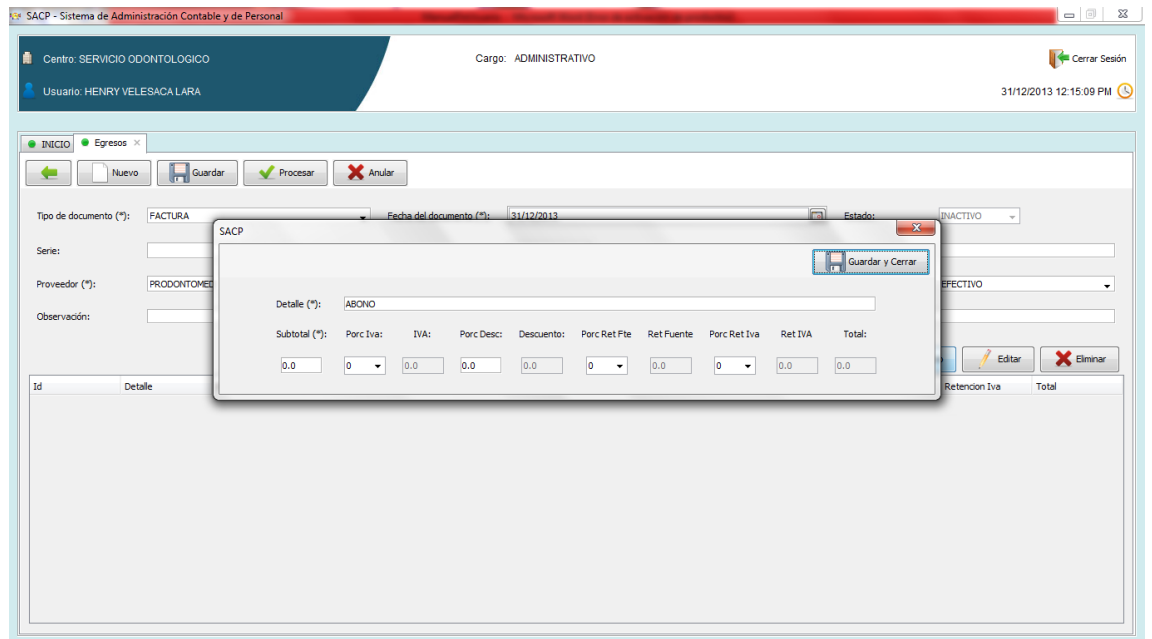 SACP - Sistema de Administración Contable y de Personal
Centro: SERVICIO ODONTOLOGICO
Cargo: ADMINISTRATIVO
Cerrar Sesión
Usuario: HENRY VELESACA LARA
31/12/2013 12:15:09 PM
INICIO Egresos
Nuevo Guardar Procesar Anular
Tipo de documento (*): FACTURA Fecha del documento (*): 31/12/2013 Estado: INACTIVO
SACP
Serie:
Guardar y Cerrar
Proveedor (*): PRODONTOMED EFECTIVO
Detalle (*): ABONO
Observación:
Subtotal (*): Porc Iva: IVA: Porc Desc: Descuento: Porc Ret Fte Ret Fuente Porc Ret Iva Ret IVA Total:
0.0 0 0.0 0.0 0.0 0 0.0 0 0.0 0.0
Editar Eliminar
Id Detalle Retencion Iva Total